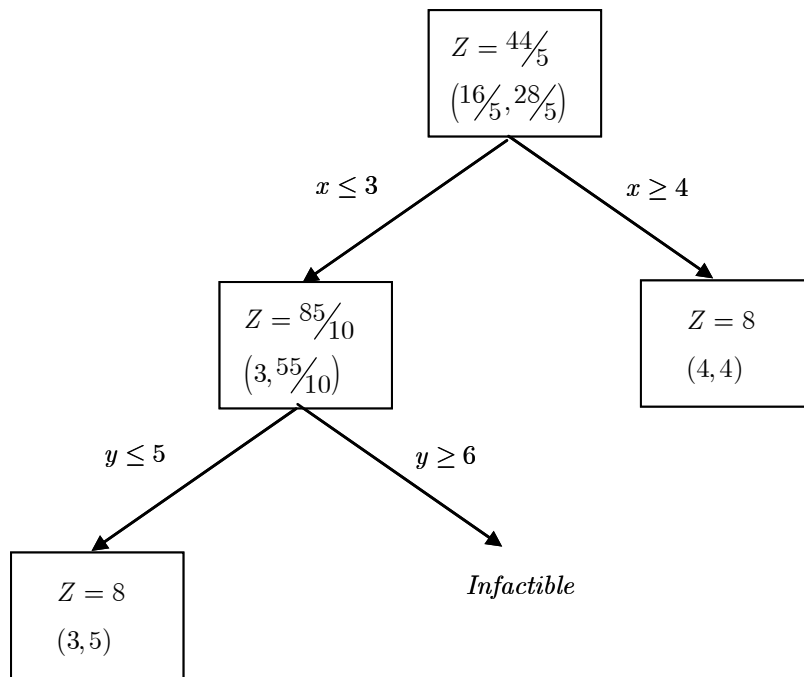 Z = 44/5
(16/5, 28/5)
x ≤ 3
x ≥ 4
Z = 85/10
(3, 55/10)
Z = 8
(4, 4)
y ≤ 5
y ≥ 6
Z = 8
(3, 5)
Infactible